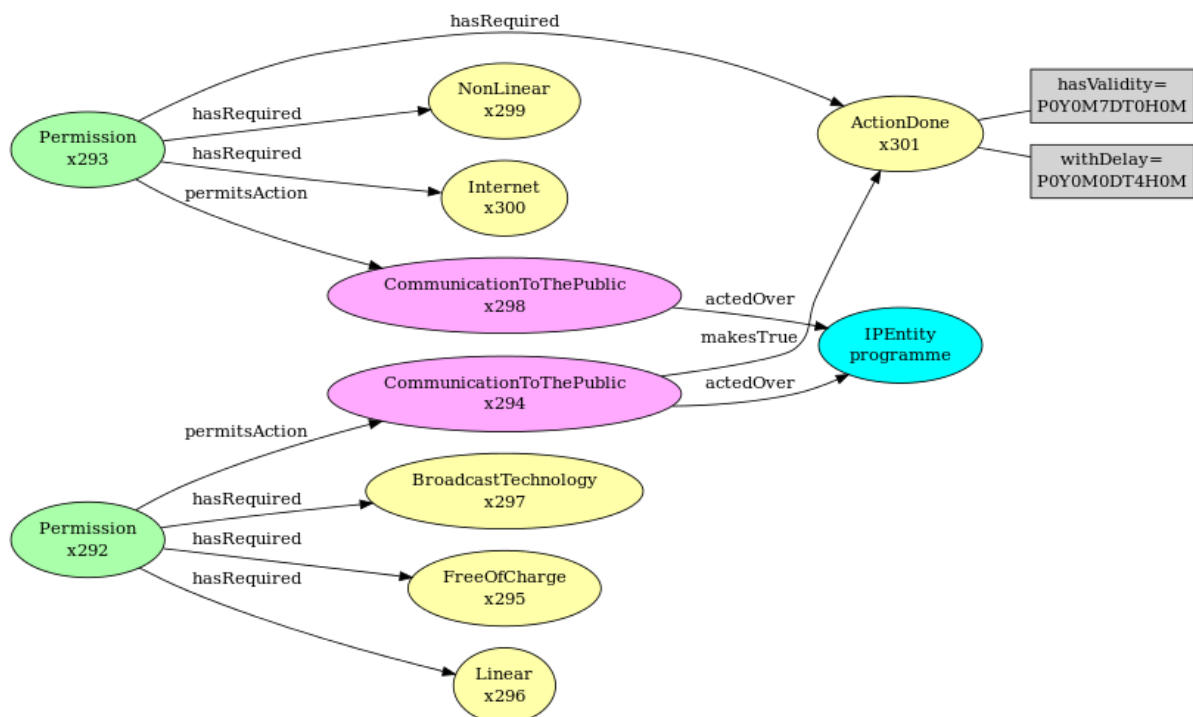 hasRequired
hasValidity=
P0Y0M7DT0H0M
NonLinear
x299
hasRequired
ActionDone
x301
Permission
x293
hasRequired
withDelay=
P0Y0M0DT4H0M
permitsAction
Internet
x300
CommunicationToThePublic
x298
actedOver
makesTrue
IPEntity
programme
CommunicationToThePublic
x294
actedOver
permitsAction
BroadcastTechnology
x297
hasRequired
Permission
x292
hasRequired
FreeOfCharge
x295
hasRequired
Linear
x296